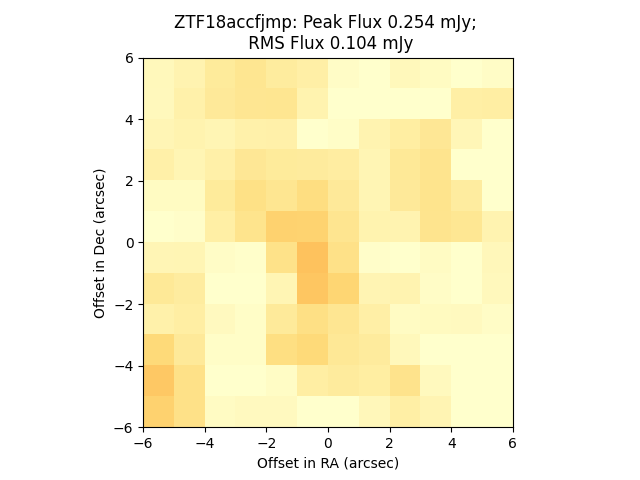 ZTF18accfjmp: Peak Flux 0.254 mJy;
RMS Flux 0.104 mJy
6
4
2
0
−2
−4
−6
Offset in Dec (arcsec)
−6 −4 −2 0 2 4 6
Offset in RA (arcsec)